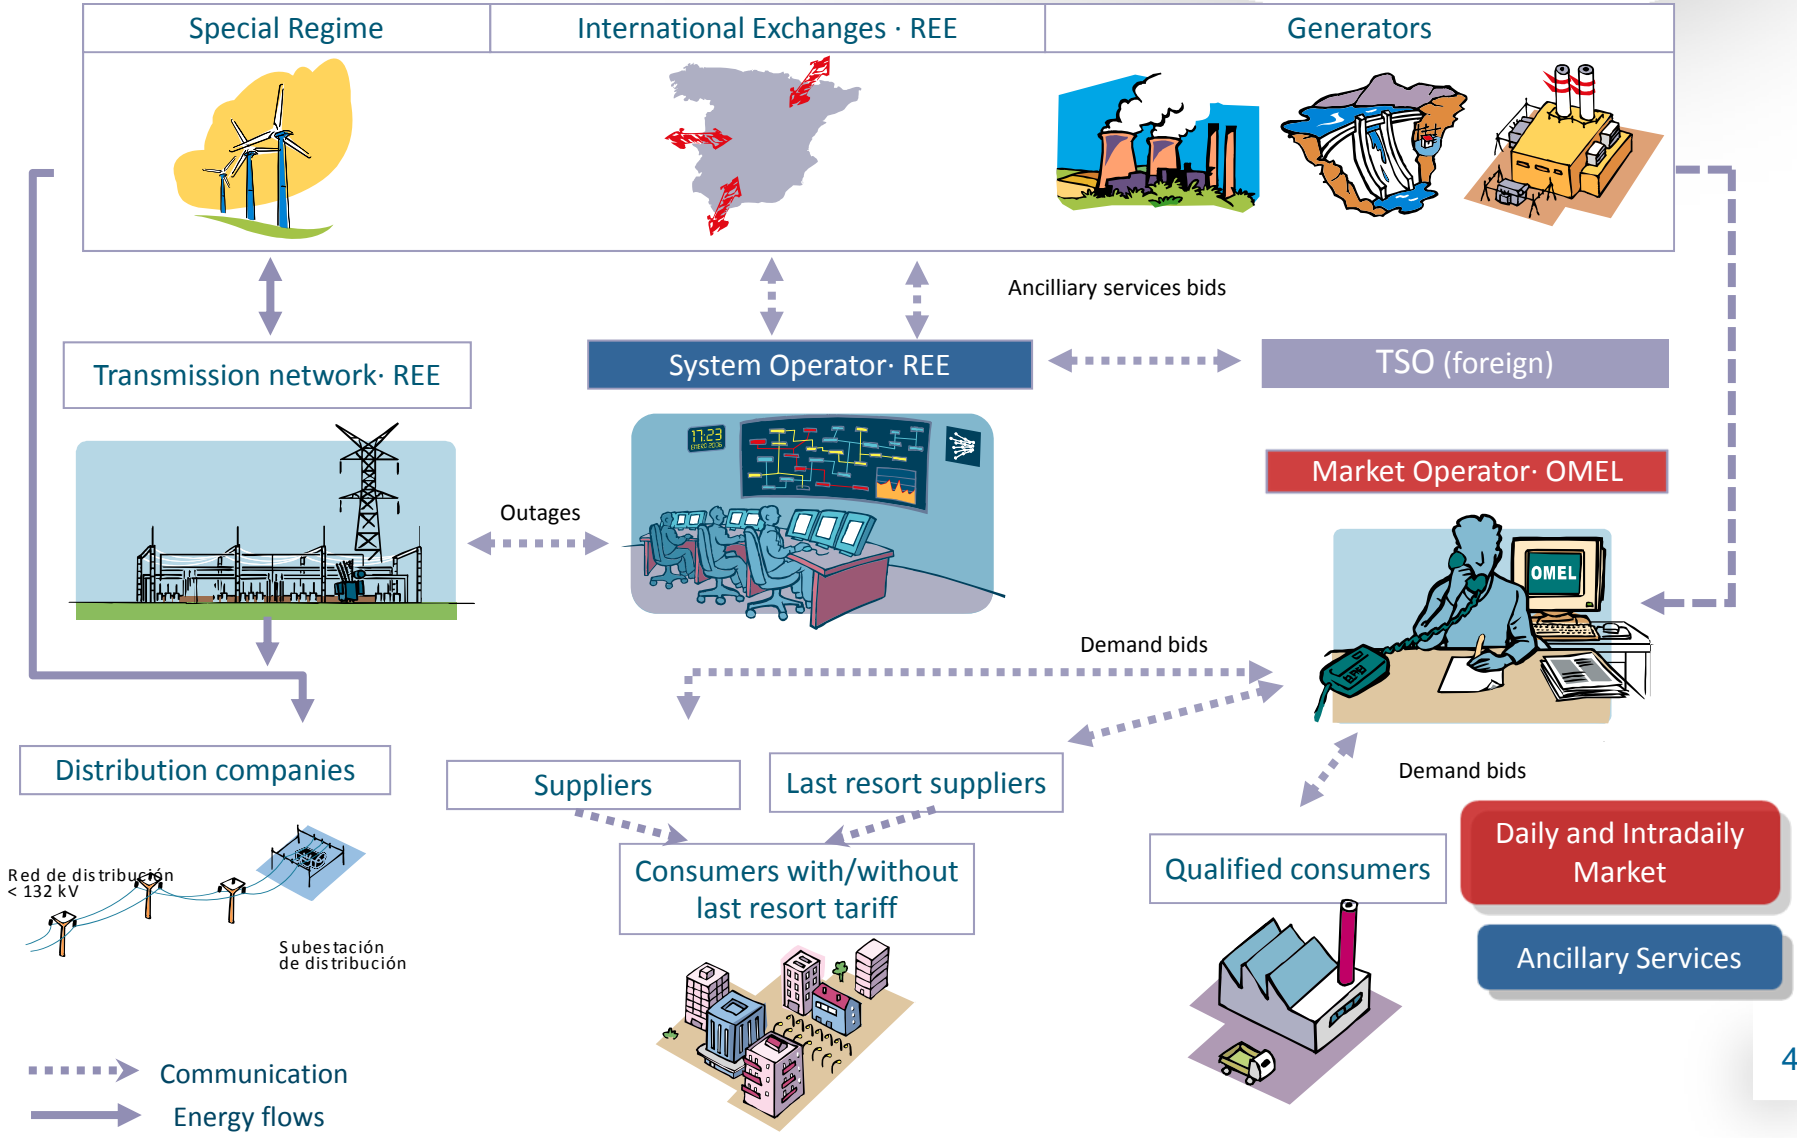 Special Regime
International Exchanges · REE
Generators
Ancilliary services bids
Transmission network· REE
System Operator· REE
TSO (foreign)
17:23
ENERO 2006
Market Operator· OMEL
Outages
OMEL
Demand bids
Distribution companies
Suppliers
Last resort suppliers
Demand bids
Red de distribución
< 132 kV
Subestación
de distribución
Consumers with/without
last resort tariff
Qualified consumers
Daily and Intradaily
Market
Ancillary Services
Communication
Energy flows
4